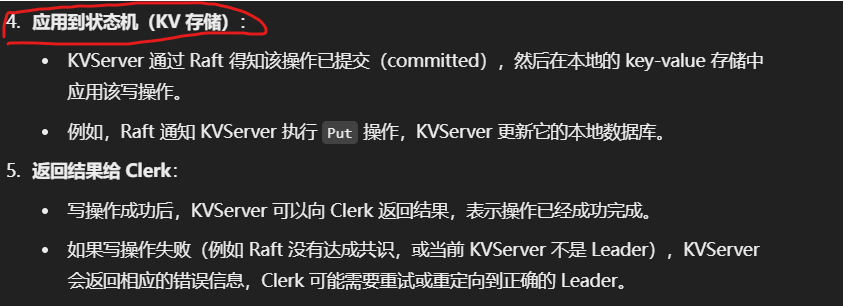 4. 应用到状态机（KV 存储）：
• KVServer 通过 Raft 得知该操作已提交（committed），然后在本地的 key-value 存储中
应用该写操作。
• 例如，Raft 通知 KVServer 执行 Put 操作，KVServer 更新它的本地数据库。
5. 返回结果给 Clerk：
• 写操作成功后，KVServer 可以向 Clerk 返回结果，表示操作已经成功完成。
• 如果写操作失败（例如 Raft 没有达成共识，或当前 KVServer 不是 Leader），KVServer
会返回相应的错误信息，Clerk 可能需要重试或重定向到正确的 Leader。